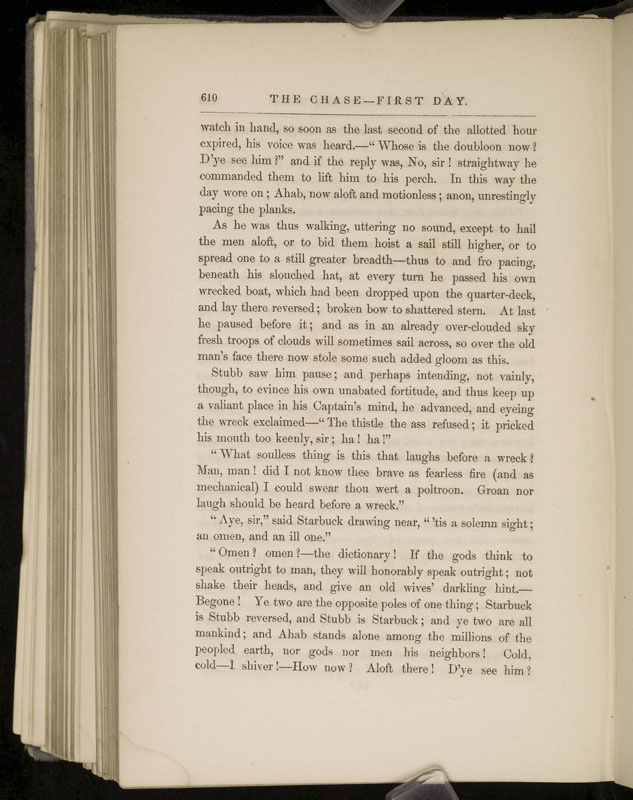 610 THE CHASE—FIRST DAY.
watch in hand, so soon as the last second of the allotted hour
expired, his voice was heard.—“Whose is the doubloon now?
D’ye see him?” and if the reply was, No, sir! straightway he
commanded them to lift him to his perch. In this way the
day wore on; Ahab, now aloft and motionless; anon, unrestingly
pacing the planks.
As he was thus walking, uttering no sound, except to hail
the men aloft, or to bid them hoist a sail still higher, or to
spread one to a still greater breadth—thus to and fro pacing,
beneath his slouched hat, at every turn he passed his own
wrecked boat, which had been dropped upon the quarter-deck,
and lay there reversed; broken bow to shattered stern. At last
he paused before it; and as in an already over-clouded sky
fresh troops of clouds will sometimes sail across, so over the old
man’s face there now stole some such added gloom as this.
Stubb saw him pause; and perhaps intending, not vainly,
though, to evince his own unabated fortitude, and thus keep up
a valiant place in his Captain’s mind, he advanced, and eyeing
the wreck exclaimed—“The thistle the ass refused; it pricked
his mouth too keenly, sir; ha! ha!”
“What soulless thing is this that laughs before a wreck?
Man, man! did I not know thee brave as fearless fire (and as
mechanical) I could swear thou wert a poltroon. Groan nor
laugh should be heard before a wreck.”
“Aye, sir,” said Starbuck drawing near, “’tis a solemn sight;
an omen, and an ill one.”
“Omen? omen?—the dictionary! If the gods think to
speak outright to man, they will honorably speak outright; not
shake their heads, and give an old wives’ darkling hint.—
Begone! Ye two are the opposite poles of one thing; Starbuck
is Stubb reversed, and Stubb is Starbuck; and ye two are all
mankind; and Ahab stands alone among the millions of the
peopled earth, nor gods nor men his neighbors! Cold,
cold—I shiver!—How now? Aloft there! D’ye see him?